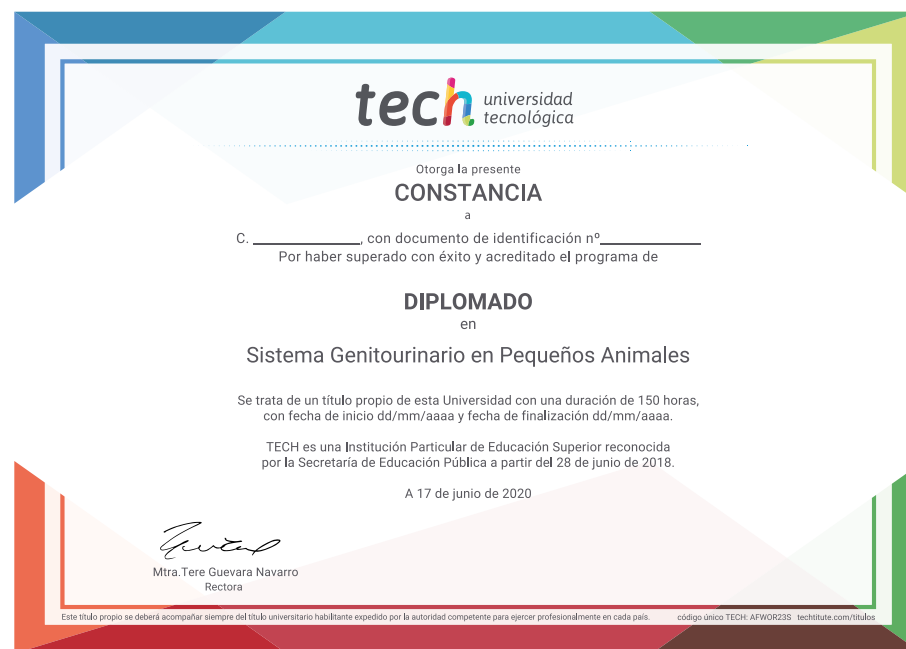 tech universidad
tecnológica
Otorga la presente
CONSTANCIA
a
C. ____________, con documento de identificación nº____________
Por haber superado con éxito y acreditado el programa de
DIPLOMADO
en
Sistema Genitourinario en Pequeños Animales
Se trata de un título propio de esta Universidad con una duración de 150 horas,
con fecha de inicio dd/mm/aaaa y fecha de finalización dd/mm/aaaa.
TECH es una Institución Particular de Educación Superior reconocida
por la Secretaría de Educación Pública a partir del 28 de junio de 2018.
A 17 de junio de 2020
Mtra.Tere Guevara Navarro
Rectora
Este título propio se deberá acompañar siempre del título universitario habilitante expedido por la autoridad competente para ejercer profesionalmente en cada país. código único TECH: AFWOR23S techtitute.com/titulos